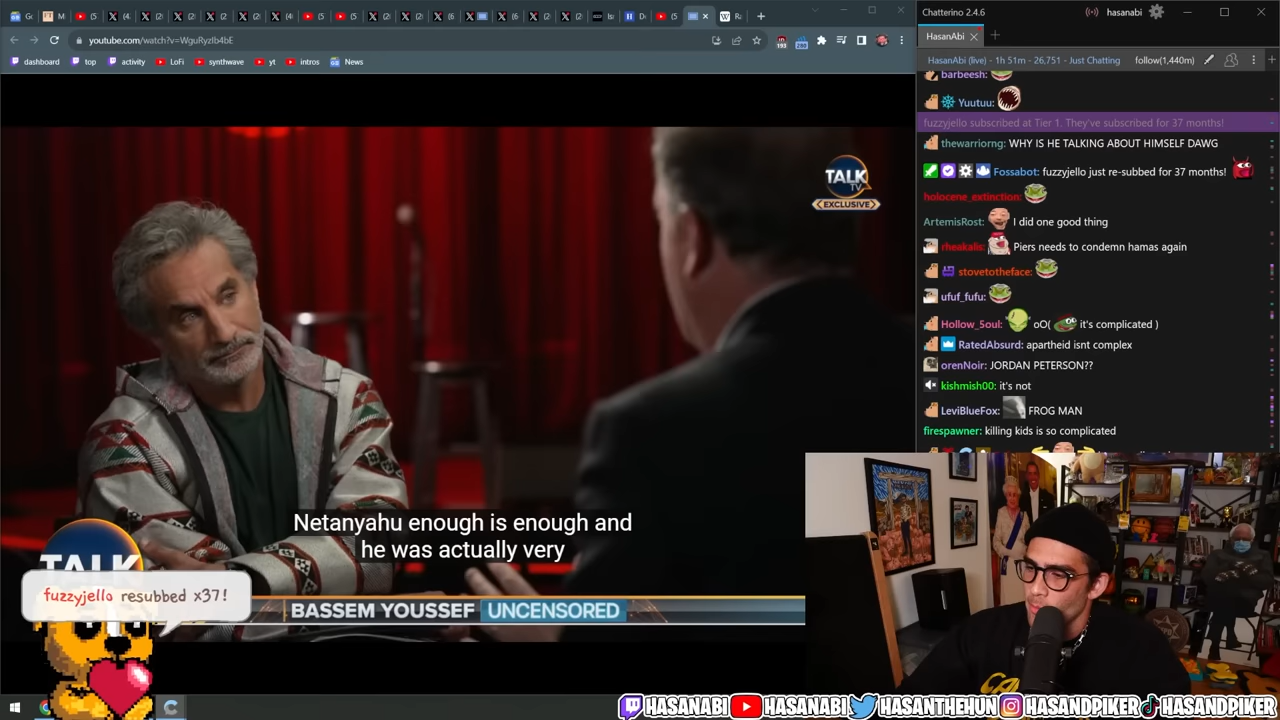 youtube.com/watch?v=WguRyzIb4bE
193
280
dashboard
top
activity
LoFi
synthwave
yt
intros
News
TALK
TV
EXCLUSIVE
Netanyahu enough is enough and
he was actually very
TALK
fuzzyjello resubbed x37!
BASSEM YOUSSEF UNCENSORED
Chatterino 2.4.6
hasanabi
HasanAbi
HasanAbi (live) - 1h 51m - 26,751 - Just Chatting
follow(1,440m)
barbeesh:
Yuutuu:
fuzzyjello subscribed at Tier 1. They've subscribed for 37 months!
thewarriorng: WHY IS HE TALKING ABOUT HIMSELF DAWG
Fossabot: fuzzyjello just re-subbed for 37 months!
holocene_extinction:
ArtemisRost: I did one good thing
rheakalis: Piers needs to condemn hamas again
stovetotheface:
ufuf_fufu:
Hollow_5oul: oO( it's complicated )
RatedAbsurd: apartheid isnt complex
orenNoir: JORDAN PETERSON??
kishmish00: it's not
LeviBlueFox: FROG MAN
firespawner: killing kids is so complicated
HASANABI HASANABI HASANTHEHUN HASANDPIKER HASANDPIKER